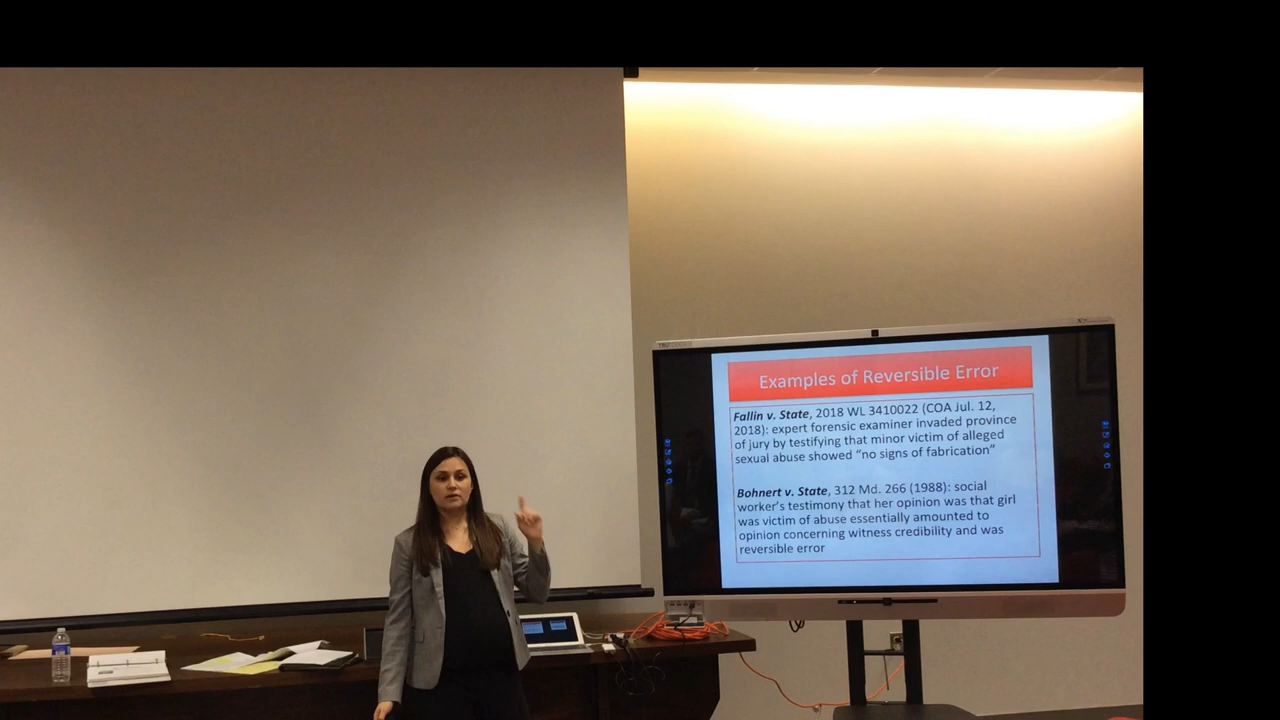 Examples of Reversible Error
Fallin v. State, 2018 WL 3410022 (COA Jul. 12,
2018): expert forensic examiner invaded province
of jury by testifying that minor victim of alleged
sexual abuse showed “no signs of fabrication”
Bohnert v. State, 312 Md. 266 (1988): social
worker's testimony that her opinion was that girl
was victim of abuse essentially amounted to
opinion concerning witness credibility and was
reversible error